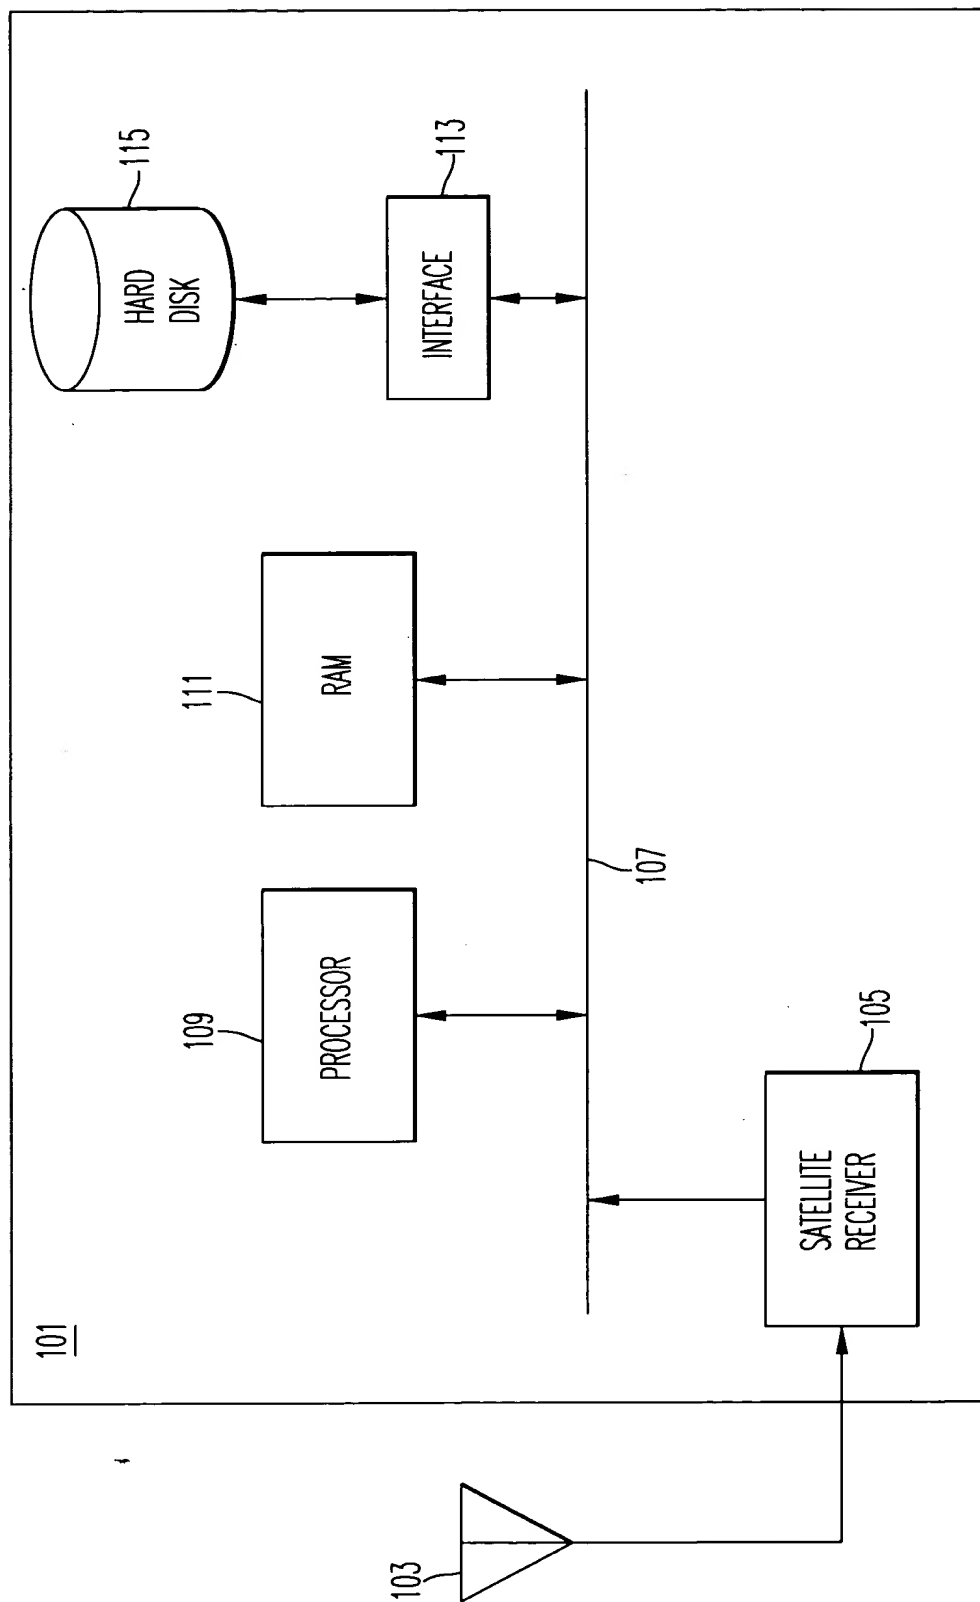 101
109
PROCESSOR
111
RAM
115
HARD
DISK
INTERFACE
113
107
103
SATELLITE
RECEIVER
105